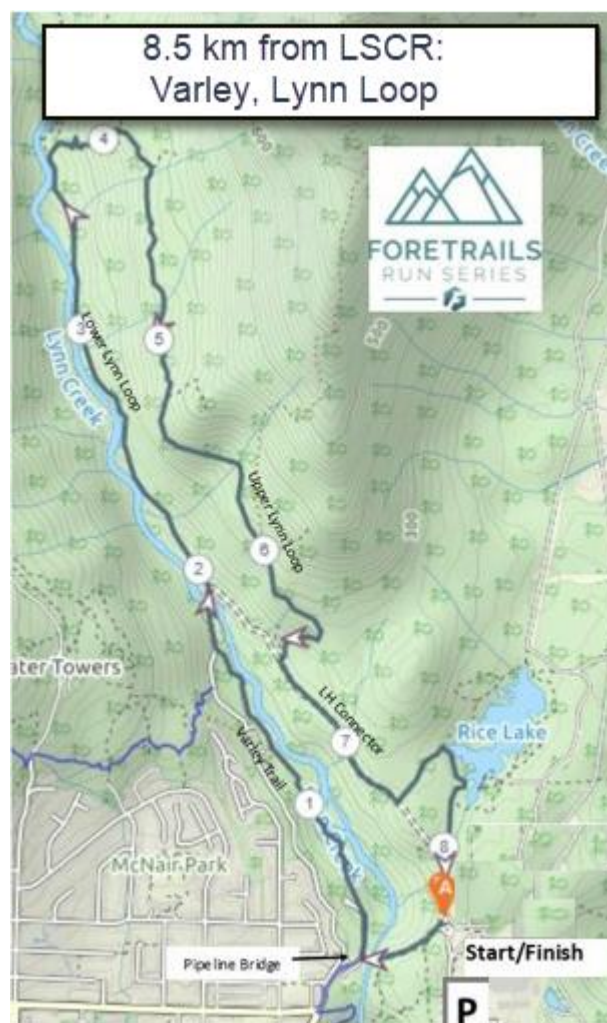 8.5 km from LSCR:
Varley, Lynn Loop
4
600
FORETRAILS
RUN SERIES
F
3
Lower Lynn Loop
5
Lynn Creek
Upper Lynn Loop
300
6
2
ater Towers
LH Connector
Rice Lake
7
Varley Trail
1
8
McNair Park
A
Pipeline Bridge
Start/Finish
P